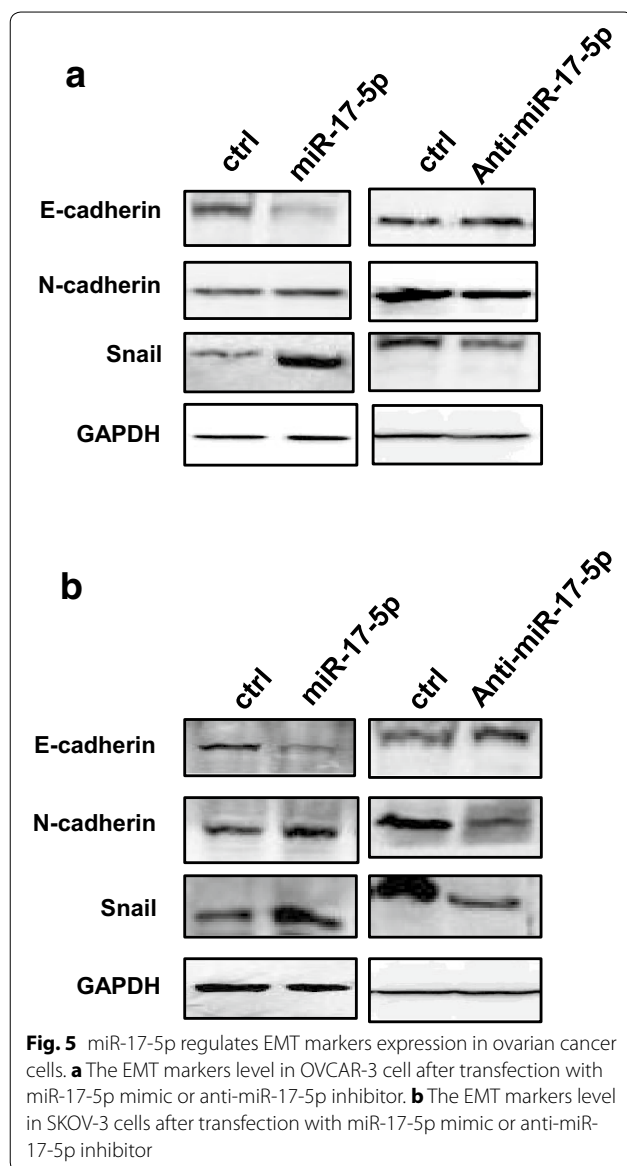 a
ctrl miR-17-5p ctrl Anti-miR-17-5p
E-cadherin
N-cadherin
Snail
GAPDH
b
ctrl miR-17-5p ctrl Anti-miR-17-5p
E-cadherin
N-cadherin
Snail
GAPDH
Fig. 5 miR-17-5p regulates EMT markers expression in ovarian cancer
cells. a The EMT markers level in OVCAR-3 cell after transfection with
miR-17-5p mimic or anti-miR-17-5p inhibitor. b The EMT markers level
in SKOV-3 cells after transfection with miR-17-5p mimic or anti-miR-
17-5p inhibitor